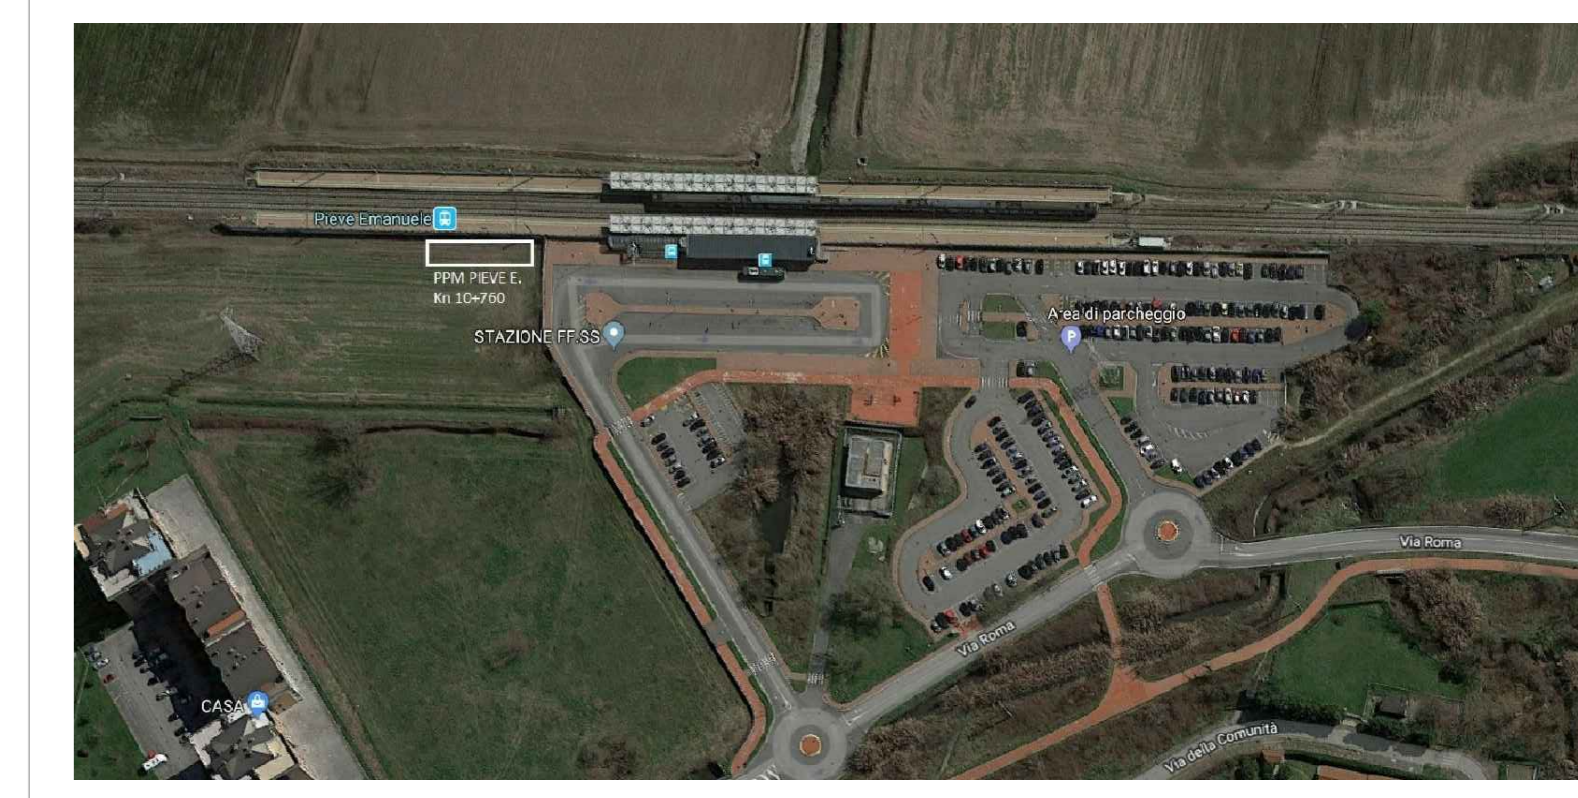 Pieve Emanuele
PPM PIEVE E.
Kn 10+760
STAZIONE FF.SS
Area di parcheggio
P
Via Roma
Via Roma
CASA
Via della Comunità